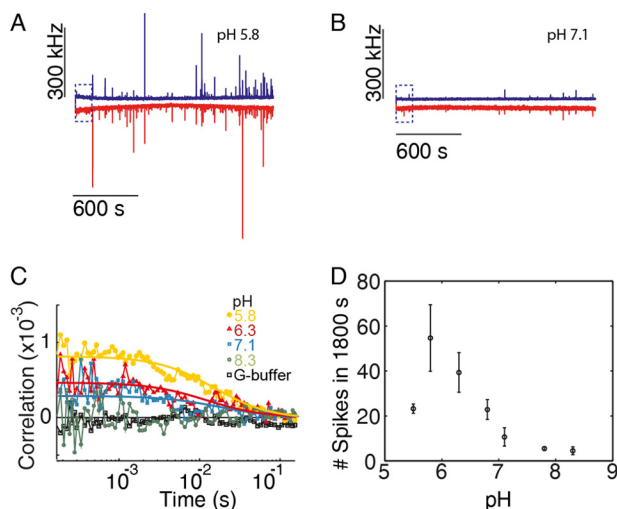 A
pH 5.8
300 kHz
600 s
B
pH 7.1
300 kHz
600 s
C
pH
5.8
6.3
7.1
8.3
G-buffer
Correlation (x10^-3)
1
0
10^-3
10^-2
10^-1
Time (s)
D
# Spikes in 1800 s
80
60
40
20
0
5
6
7
8
9
pH